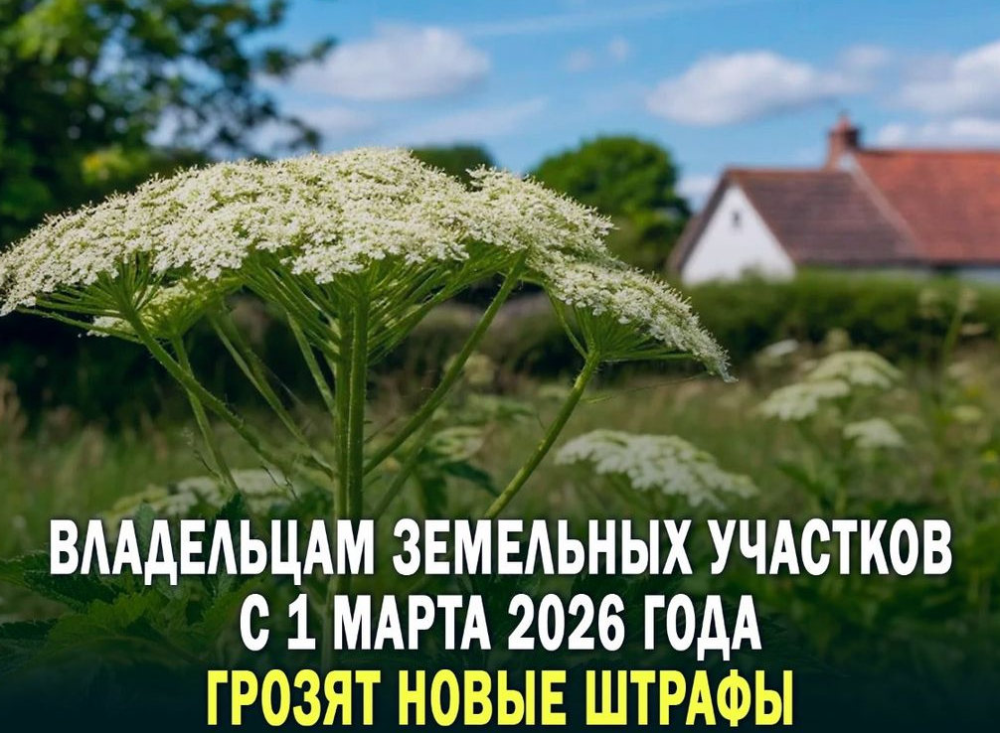 ВЛАДЕЛЬЦАМ ЗЕМЕЛЬНЫХ УЧАСТКОВ
С 1 МАРТА 2026 ГОДА
ГРОЗЯТ НОВЫЕ ШТРАФЫ